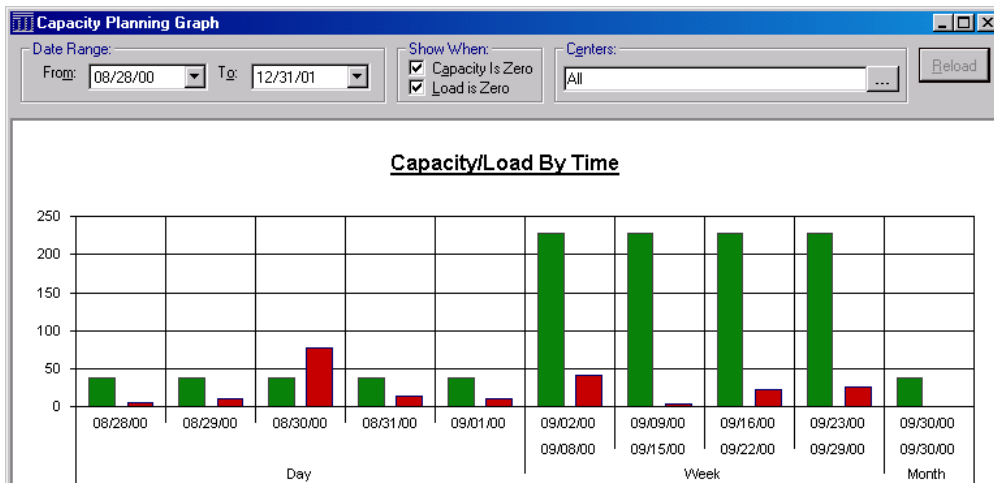 Capacity Planning Graph
Date Range:
From: 08/28/00 To: 12/31/01
Show When:
Capacity Is Zero
Load is Zero
Centers:
All ...
Reload
Capacity/Load By Time
250
200
150
100
50
0
08/28/00 08/29/00 08/30/00 08/31/00 09/01/00 09/02/00 09/09/00 09/16/00 09/23/00 09/30/00
09/08/00 09/15/00 09/22/00 09/29/00 09/30/00
Day Week Month